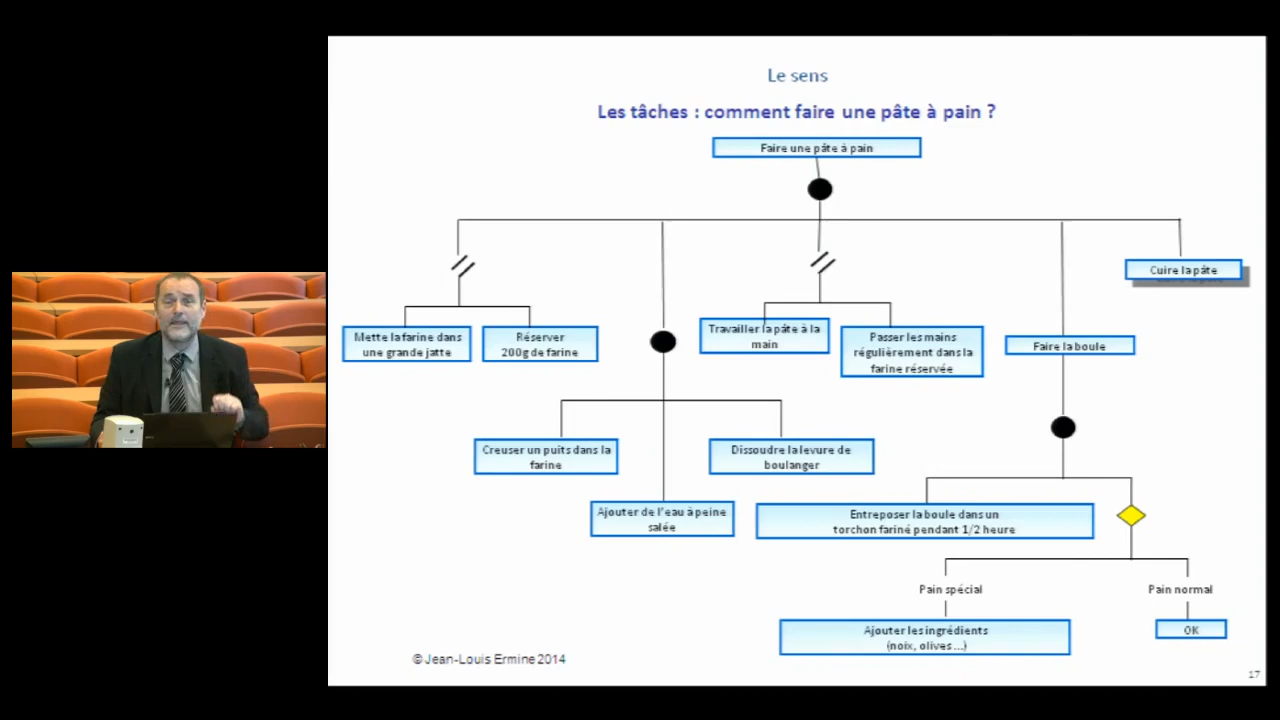 Le sens
Les tâches : comment faire une pâte à pain ?
Faire une pâte à pain
Cuire la pâte
Mette la farine dans
une grande jatte
Réserver
200g de farine
Travailler la pâte à la
main
Passer les mains
régulièrement dans la
farine réservée
Faire la boule
Creuser un puits dans la
farine
Dissoudre la levure de
boulanger
Ajouter de l'eau à peine
salée
Entreposer la boule dans un
torchon fariné pendant 1/2 heure
Pain spécial
Pain normal
Ajouter les ingrédients
(noix, olives ...)
OK
© Jean-Louis Ermine 2014
17